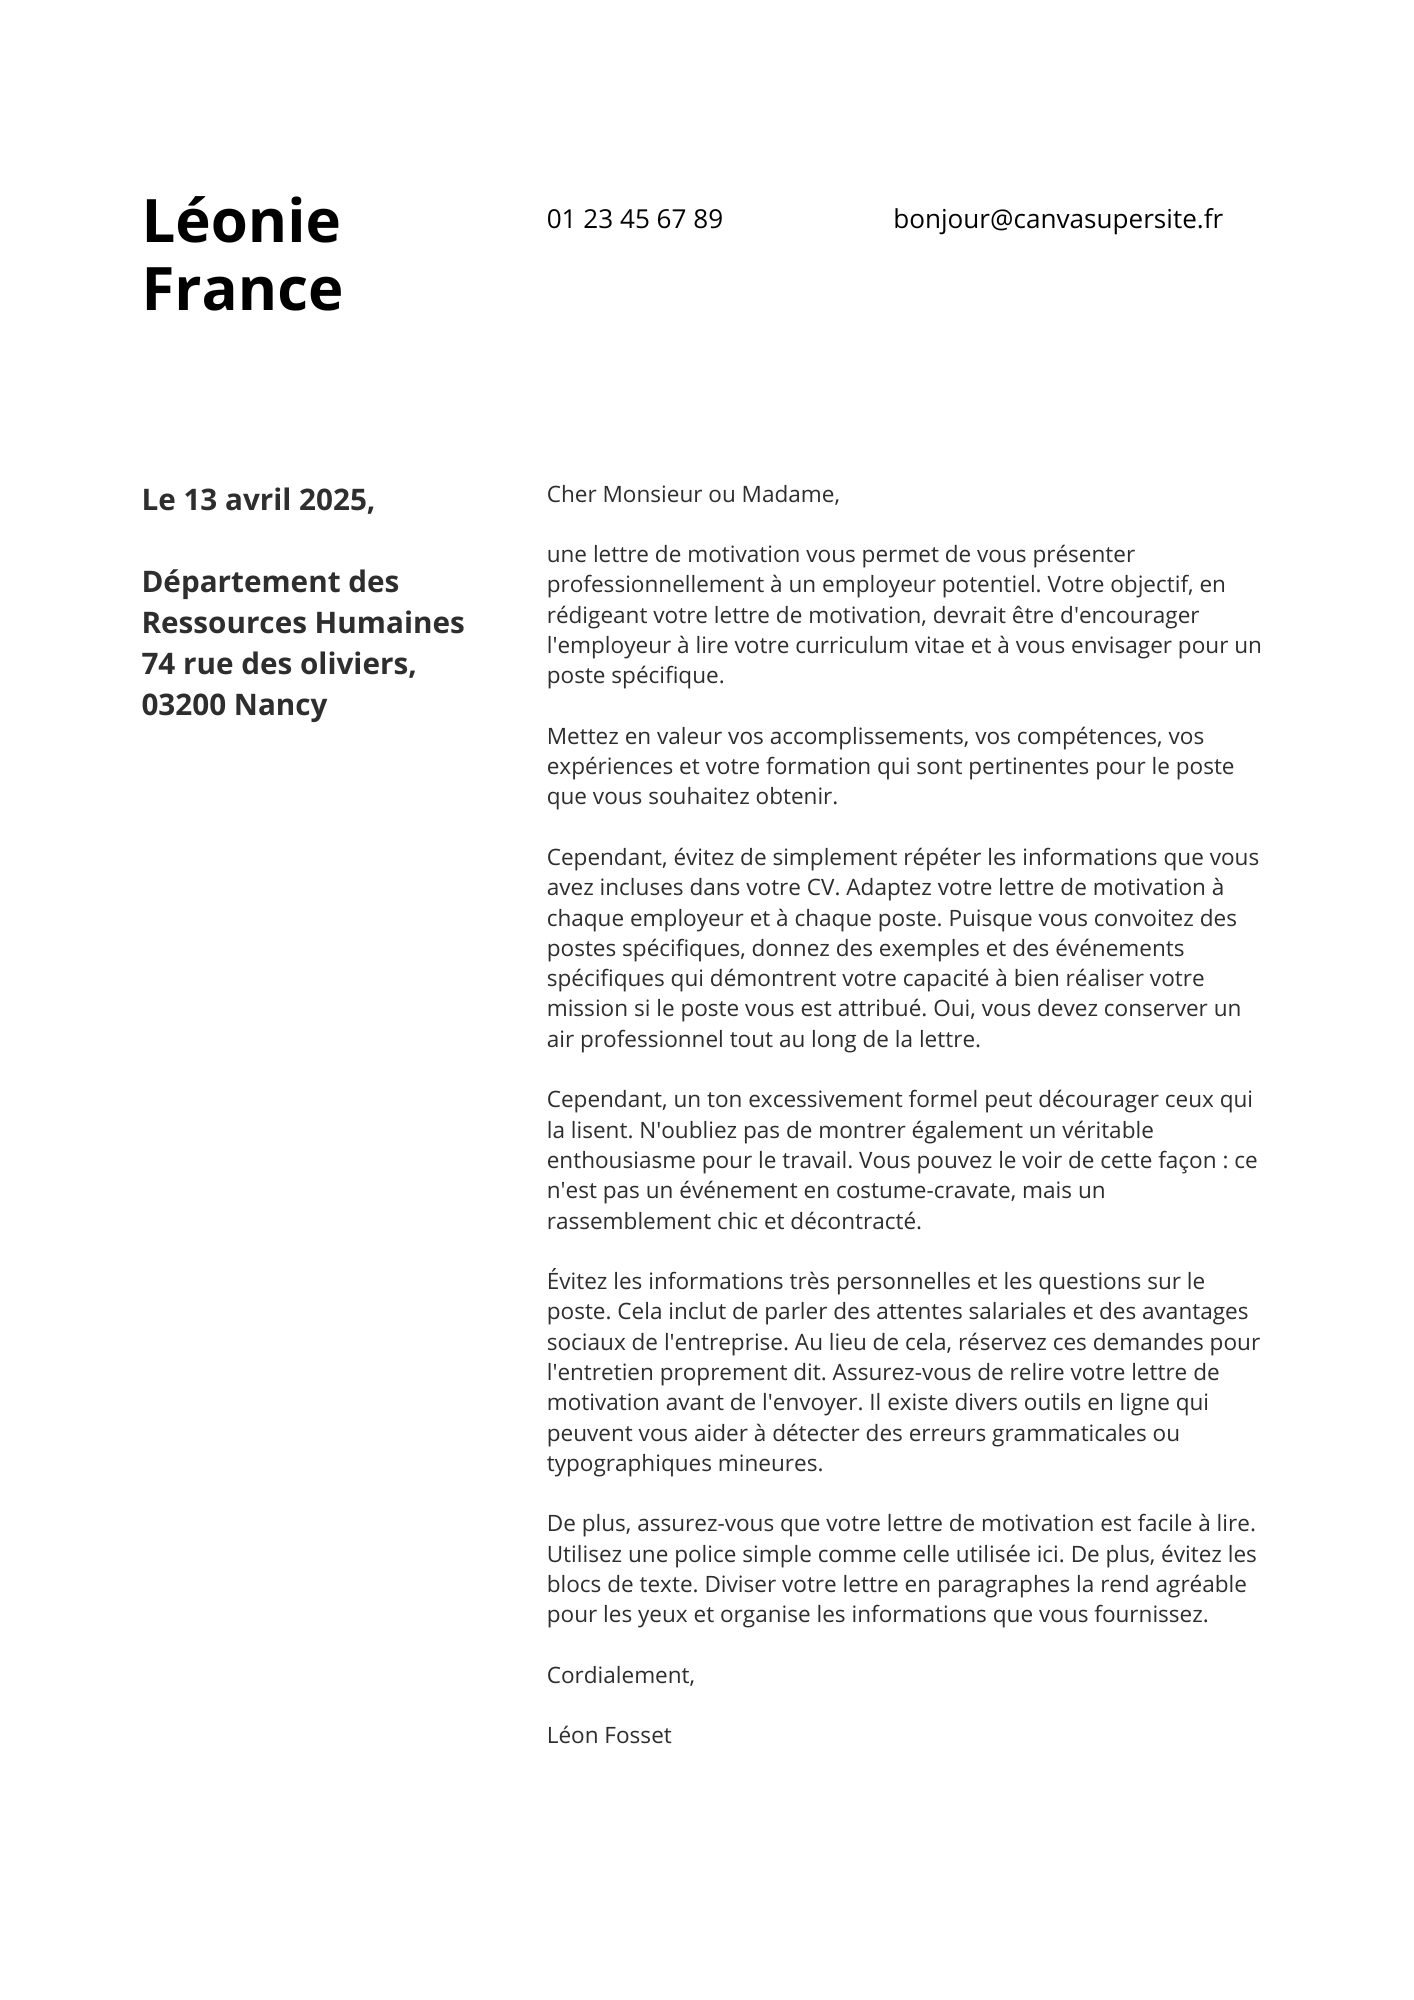 Léonie
France
01 23 45 67 89
bonjour@canvasupersite.fr
Le 13 avril 2025,
Département des
Ressources Humaines
74 rue des oliviers,
03200 Nancy
Cher Monsieur ou Madame,
une lettre de motivation vous permet de vous présenter
professionnellement à un employeur potentiel. Votre objectif, en
rédigeant votre lettre de motivation, devrait être d'encourager
l'employeur à lire votre curriculum vitae et à vous envisager pour un
poste spécifique.
Mettez en valeur vos accomplissements, vos compétences, vos
expériences et votre formation qui sont pertinentes pour le poste
que vous souhaitez obtenir.
Cependant, évitez de simplement répéter les informations que vous
avez incluses dans votre CV. Adaptez votre lettre de motivation à
chaque employeur et à chaque poste. Puisque vous convoitez des
postes spécifiques, donnez des exemples et des événements
spécifiques qui démontrent votre capacité à bien réaliser votre
mission si le poste vous est attribué. Oui, vous devez conserver un
air professionnel tout au long de la lettre.
Cependant, un ton excessivement formel peut décourager ceux qui
la lisent. N'oubliez pas de montrer également un véritable
enthousiasme pour le travail. Vous pouvez le voir de cette façon : ce
n'est pas un événement en costume-cravate, mais un
rassemblement chic et décontracté.
Évitez les informations très personnelles et les questions sur le
poste. Cela inclut de parler des attentes salariales et des avantages
sociaux de l'entreprise. Au lieu de cela, réservez ces demandes pour
l'entretien proprement dit. Assurez-vous de relire votre lettre de
motivation avant de l'envoyer. Il existe divers outils en ligne qui
peuvent vous aider à détecter des erreurs grammaticales ou
typographiques mineures.
De plus, assurez-vous que votre lettre de motivation est facile à lire.
Utilisez une police simple comme celle utilisée ici. De plus, évitez les
blocs de texte. Diviser votre lettre en paragraphes la rend agréable
pour les yeux et organise les informations que vous fournissez.
Cordialement,
Léon Fosset